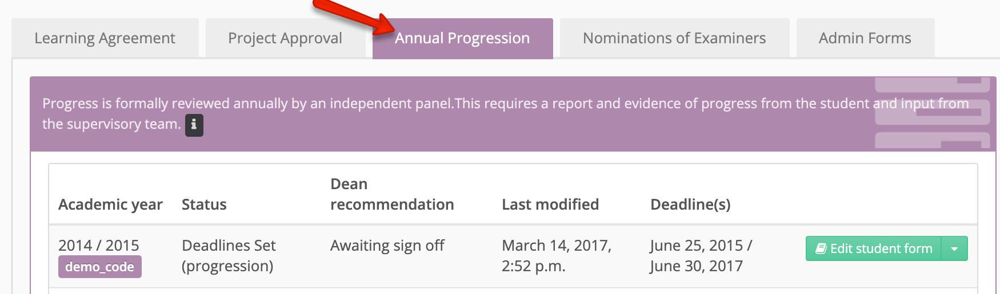 Learning Agreement
Project Approval
Annual Progression
Nominations of Examiners
Admin Forms
Progress is formally reviewed annually by an independent panel.This requires a report and evidence of progress from the student and input from
the supervisory team. i
Academic year
Status
Dean
recommendation
Last modified
Deadline(s)
2014 / 2015
demo_code
Deadlines Set
(progression)
Awaiting sign off
March 14, 2017,
2:52 p.m.
June 25, 2015 /
June 30, 2017
Edit student form